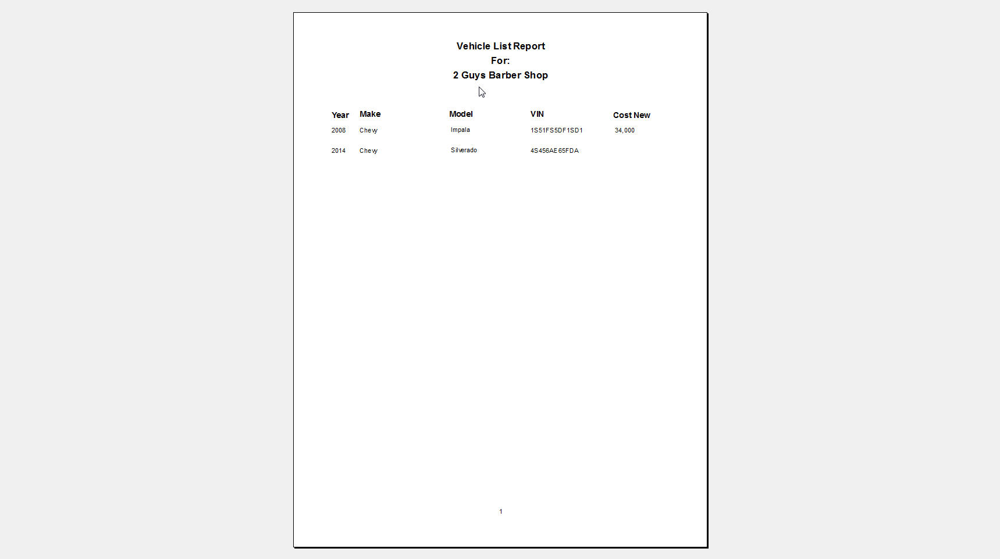 Vehicle List Report
For:
2 Guys Barber Shop
Year Make Model VIN Cost New
2008 Chevy Impala 1S51FS5DF1SD1 34,000
2014 Chevy Silverado 4S456AE65FDA
1